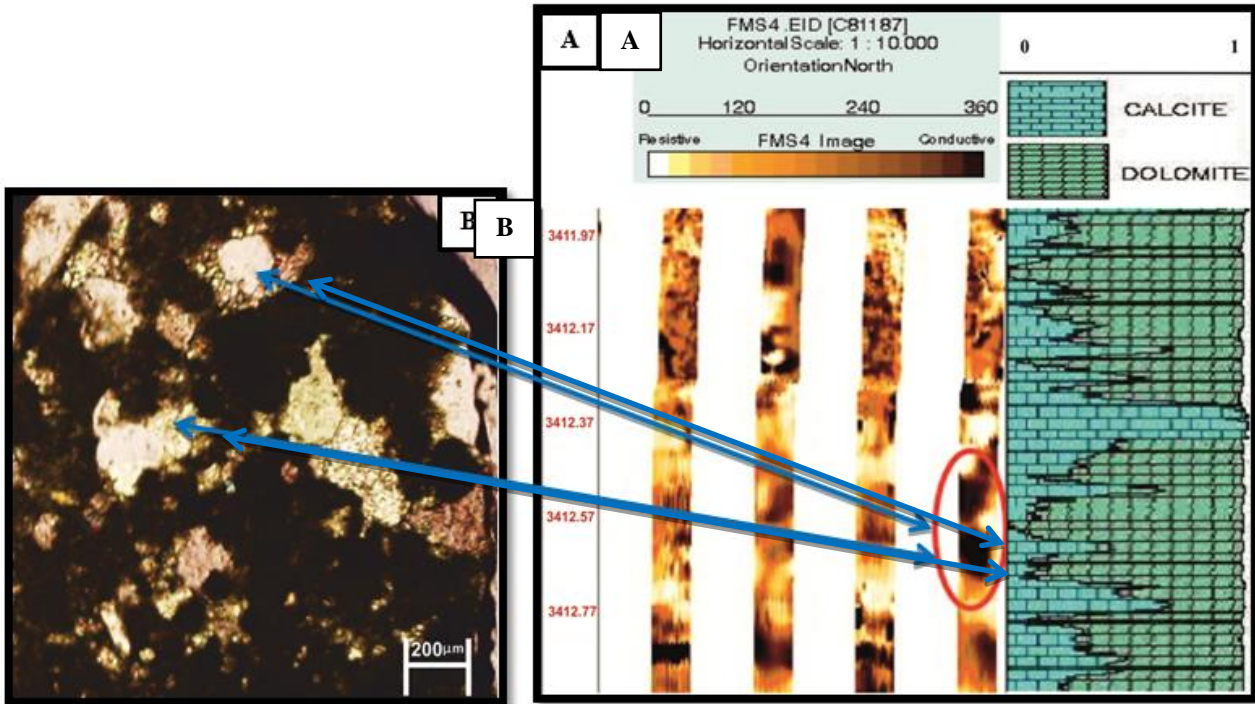 A A
FMS4 .EID [C81187]
Horizontal Scale: 1 : 10.000
Orientation North
0 120 240 360
Resistive FMS4 Image Conductive
0 1
CALCITE
DOLOMITE
B B
3411.97
3412.17
3412.37
3412.57
3412.77
200µm